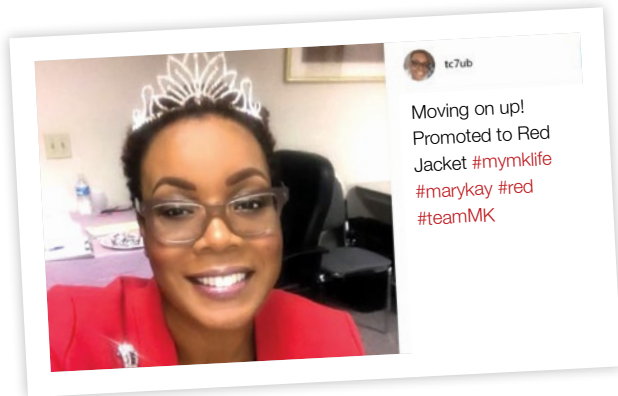 tc7ub
Moving on up!
Promoted to Red
Jacket #mymklife
#marykay #red
#teamMK